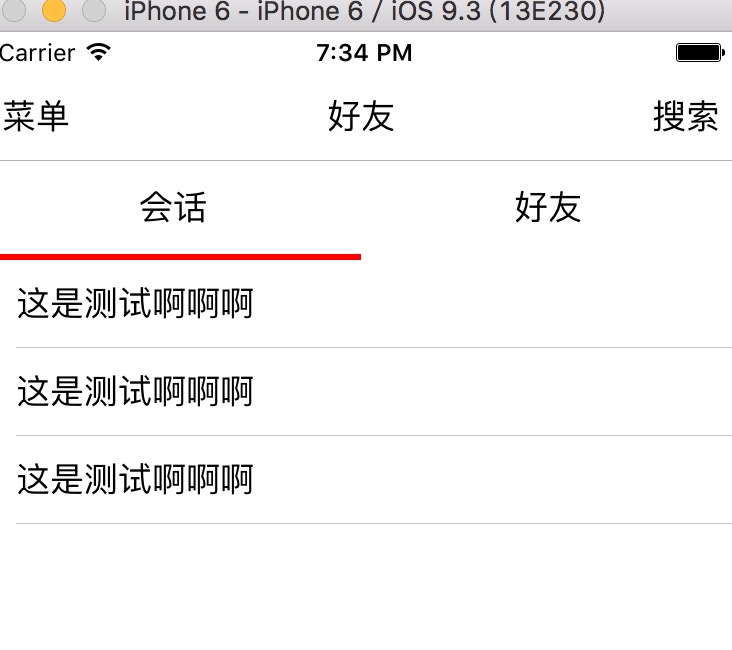 iPhone 6 - iPhone 6 / iOS 9.3 (13E230)
Carrier 7:34 PM
菜单 好友 搜索
会话 好友
这是测试啊啊啊
这是测试啊啊啊
这是测试啊啊啊